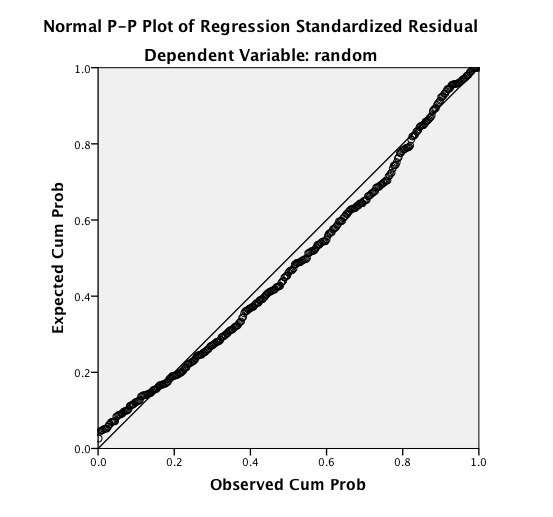 Normal P-P Plot of Regression Standardized Residual
Dependent Variable: random
1.0
0.8
0.6
0.4
0.2
0.0
Expected Cum Prob
0.0 0.2 0.4 0.6 0.8 1.0
Observed Cum Prob